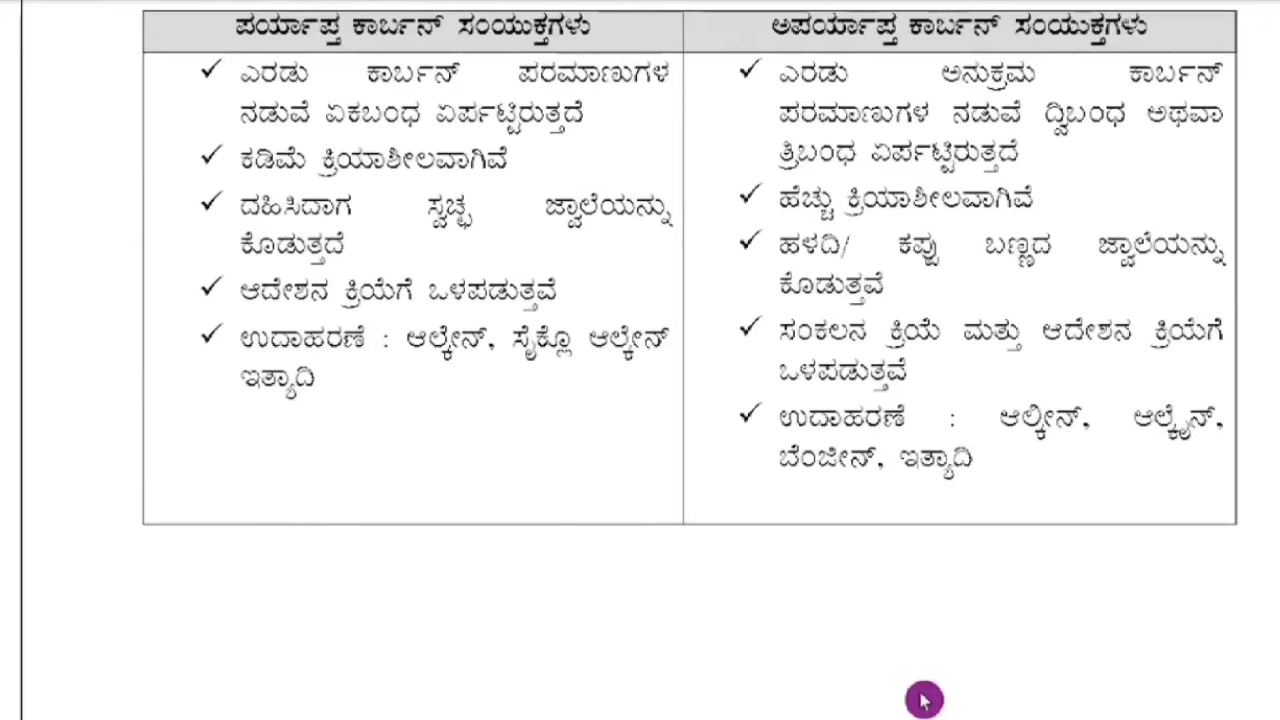 ಪರ್ಯಾಪ್ತ ಕಾರ್ಬನ್ ಸಂಯುಕ್ತಗಳು
✓ ಎರಡು ಕಾರ್ಬನ್ ಪರಮಾಣುಗಳ
ನಡುವೆ ಏಕಬಂಧ ಏರ್ಪಟ್ಟಿರುತ್ತದೆ
✓ ಕಡಿಮೆ ಕ್ರಿಯಾಶೀಲವಾಗಿವೆ
✓ ದಹಿಸಿದಾಗ ಸ್ವಚ್ಛ ಜ್ವಾಲೆಯನ್ನು
ಕೊಡುತ್ತದೆ
✓ ಆದೇಶನ ಕ್ರಿಯೆಗೆ ಒಳಪಡುತ್ತವೆ
✓ ಉದಾಹರಣೆ : ಆಲ್ಕೇನ್, ಸೈಕ್ಲೊ ಆಲ್ಕೇನ್
ಇತ್ಯಾದಿ
ಅಪರ್ಯಾಪ್ತ ಕಾರ್ಬನ್ ಸಂಯುಕ್ತಗಳು
✓ ಎರಡು ಅನುಕ್ರಮ ಕಾರ್ಬನ್
ಪರಮಾಣುಗಳ ನಡುವೆ ದ್ವಿಬಂಧ ಅಥವಾ
ತ್ರಿಬಂಧ ಏರ್ಪಟ್ಟಿರುತ್ತದೆ
✓ ಹೆಚ್ಚು ಕ್ರಿಯಾಶೀಲವಾಗಿವೆ
✓ ಹಳದಿ/ ಕಪ್ಪು ಬಣ್ಣದ ಜ್ವಾಲೆಯನ್ನು
ಕೊಡುತ್ತವೆ
✓ ಸಂಕಲನ ಕ್ರಿಯೆ ಮತ್ತು ಆದೇಶನ ಕ್ರಿಯೆಗೆ
ಒಳಪಡುತ್ತವೆ
✓ ಉದಾಹರಣೆ : ಆಲ್ಕೀನ್, ಆಲ್ಕೈನ್,
ಬೆಂಜೀನ್, ಇತ್ಯಾದಿ